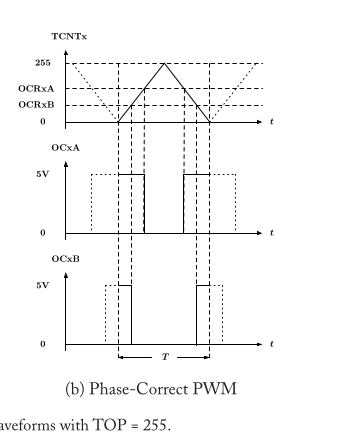 TCNTx
255
OCRxA
OCRxB
0
t
OCxA
5V
0
t
OCxB
5V
0
t
T
(b) Phase-Correct PWM
aveforms with TOP = 255.